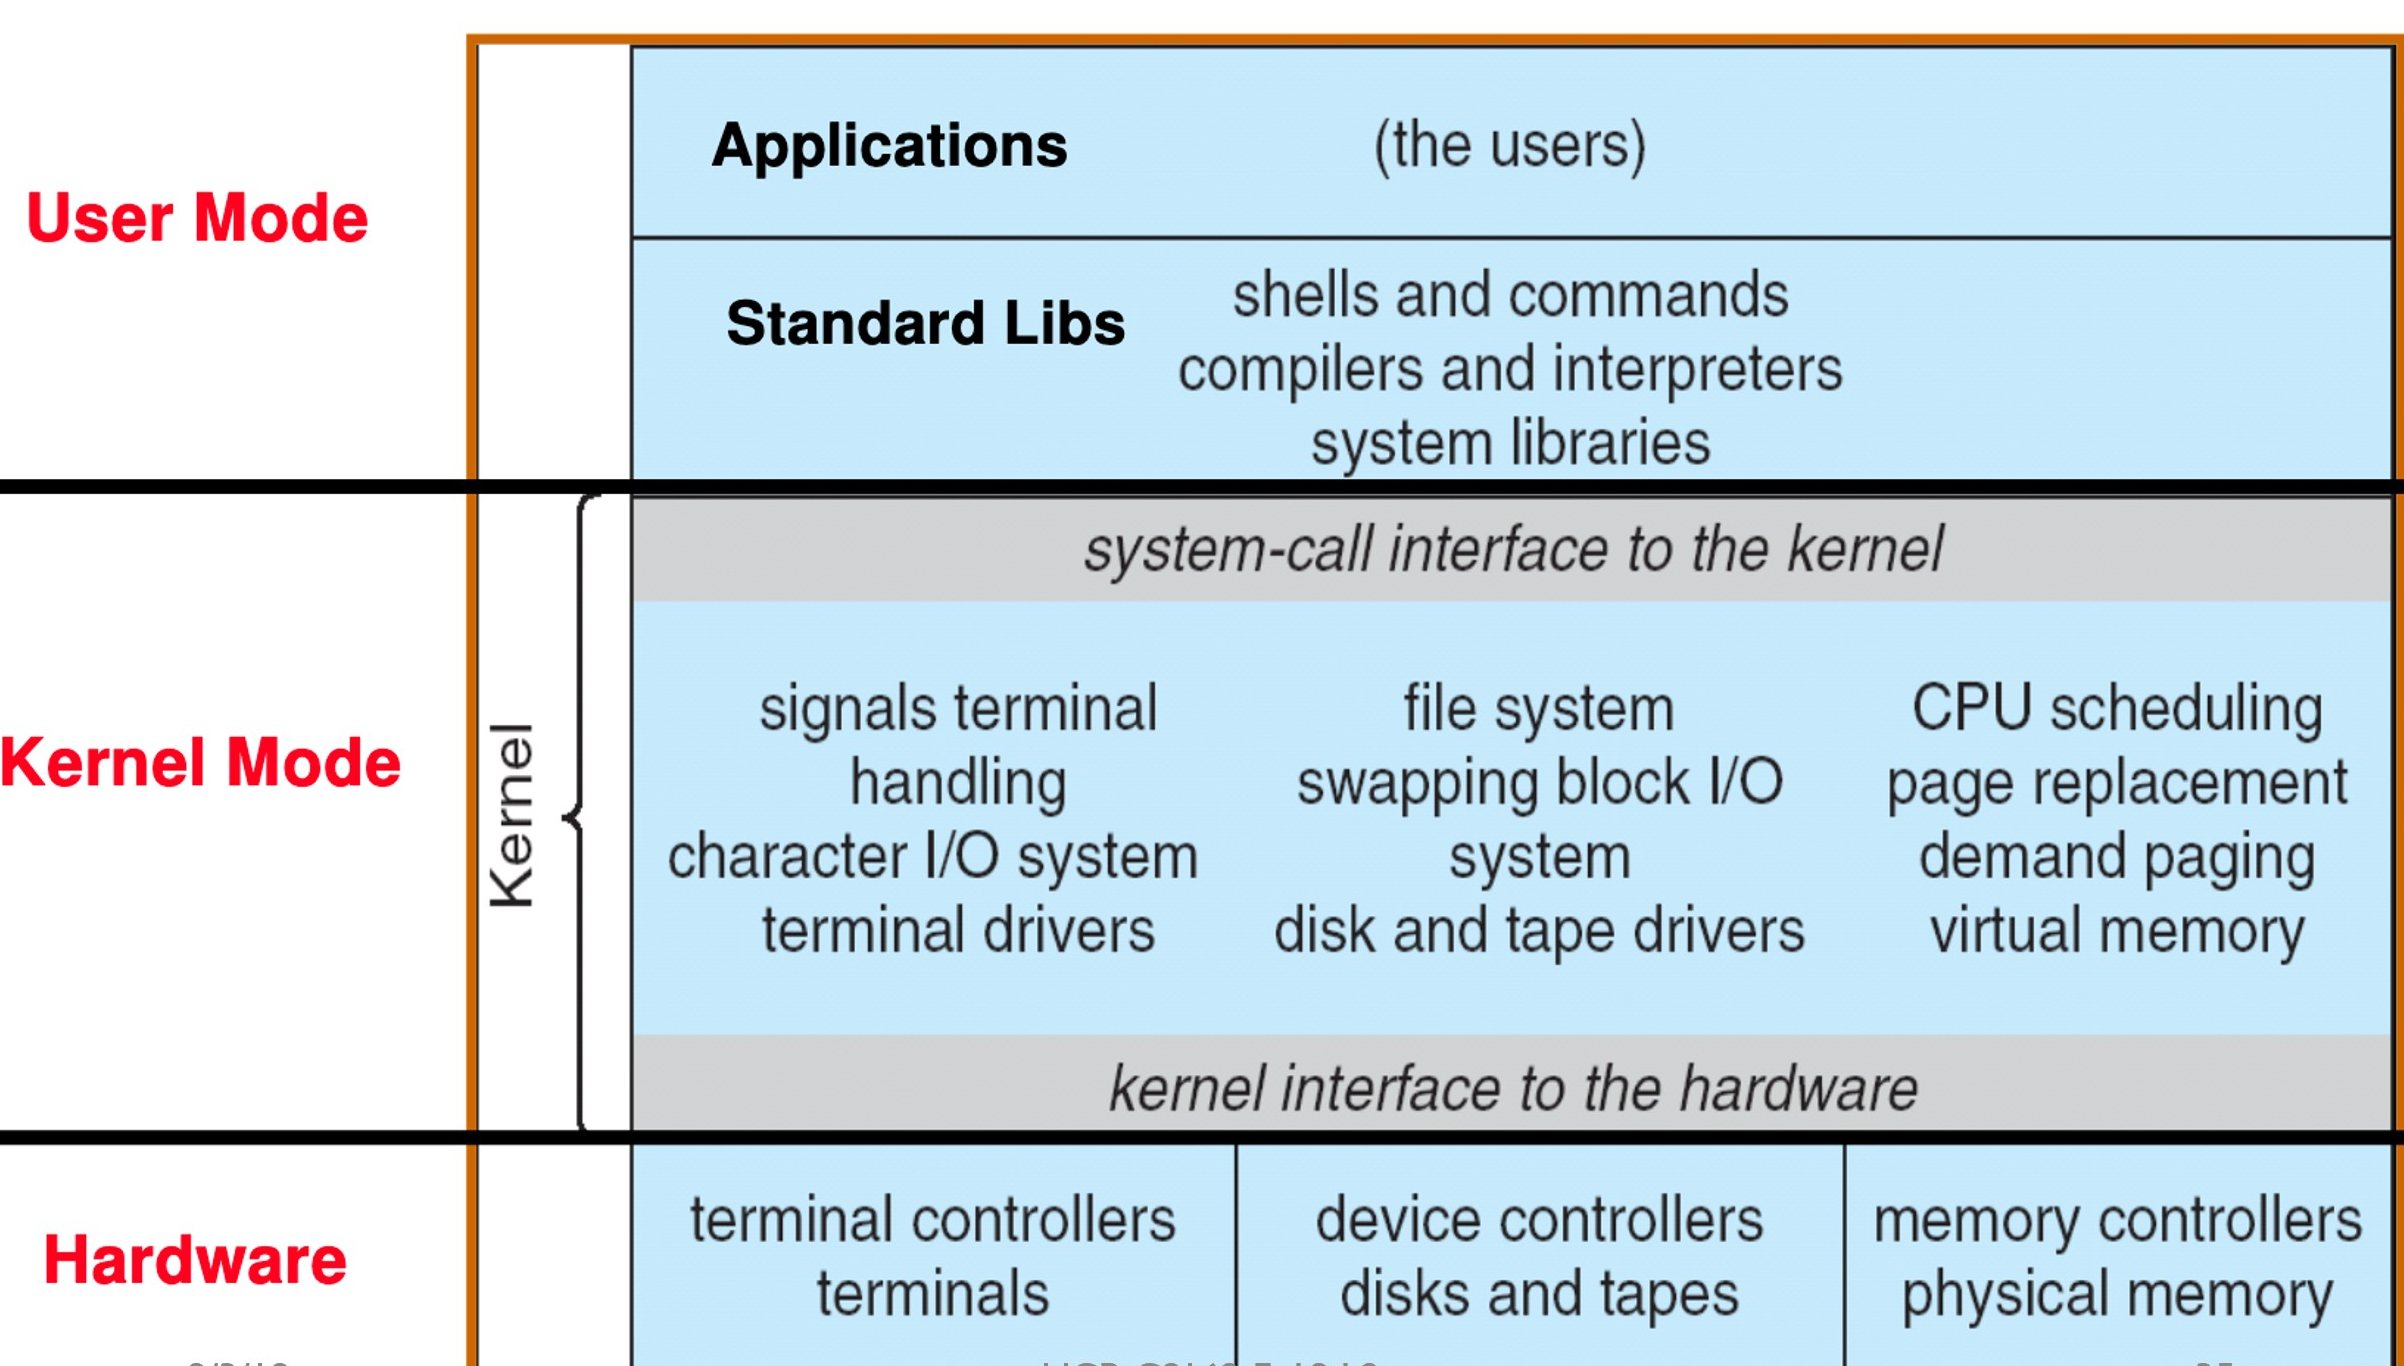 User Mode
Applications
(the users)
Standard Libs
shells and commands
compilers and interpreters
system libraries
Kernel Mode
Kernel
system-call interface to the kernel
signals terminal
handling
character I/O system
terminal drivers
file system
swapping block I/O
system
disk and tape drivers
CPU scheduling
page replacement
demand paging
virtual memory
kernel interface to the hardware
Hardware
terminal controllers
terminals
device controllers
disks and tapes
memory controllers
physical memory